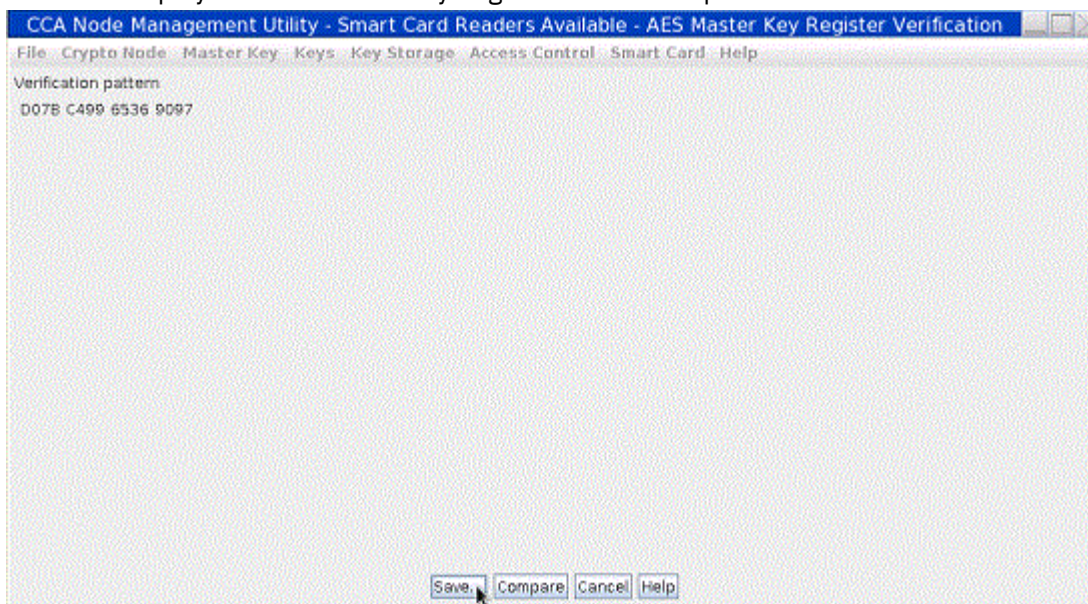 CCA Node Management Utility - Smart Card Readers Available - AES Master Key Register Verification
File Crypto Node Master Key Keys Key Storage Access Control Smart Card Help
Verification pattern
D07B C499 6536 9097
Save... Compare Cancel Help